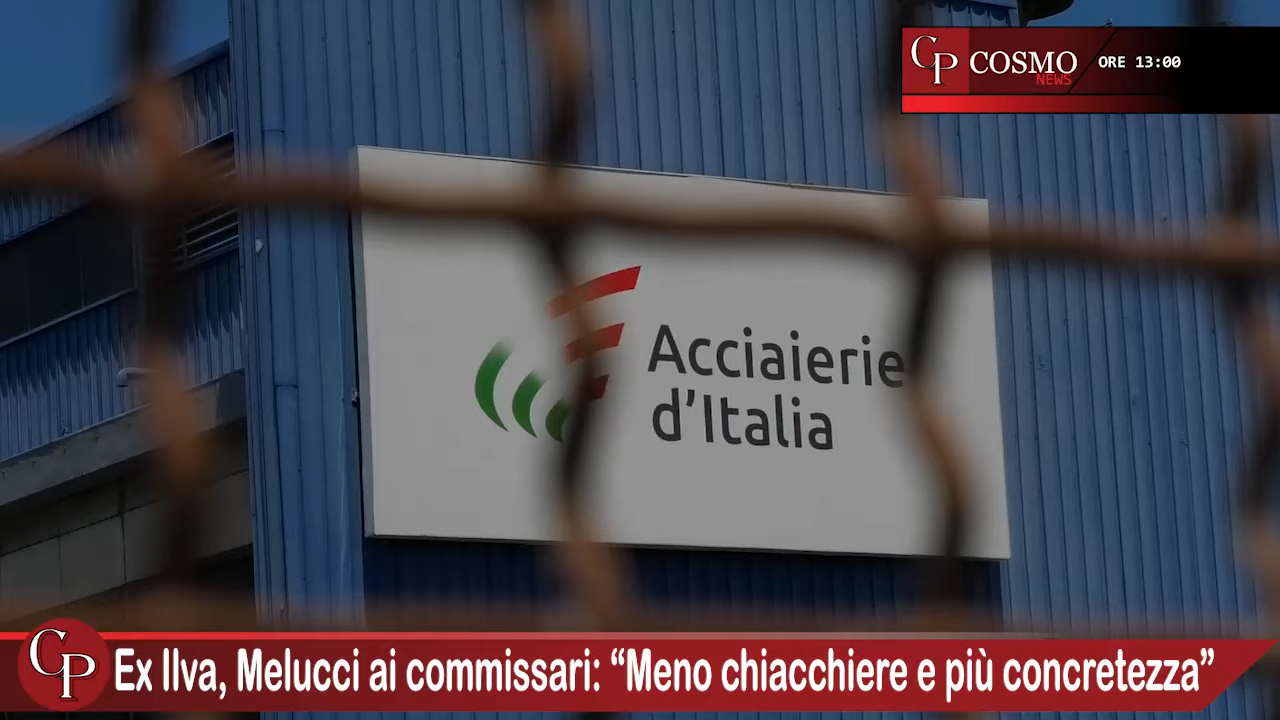 CP COSMO
NEWS
ORE 13:00
Acciaierie
d'Italia
CP
Ex Ilva, Melucci ai commissari: “Meno chiacchiere e più concretezza”